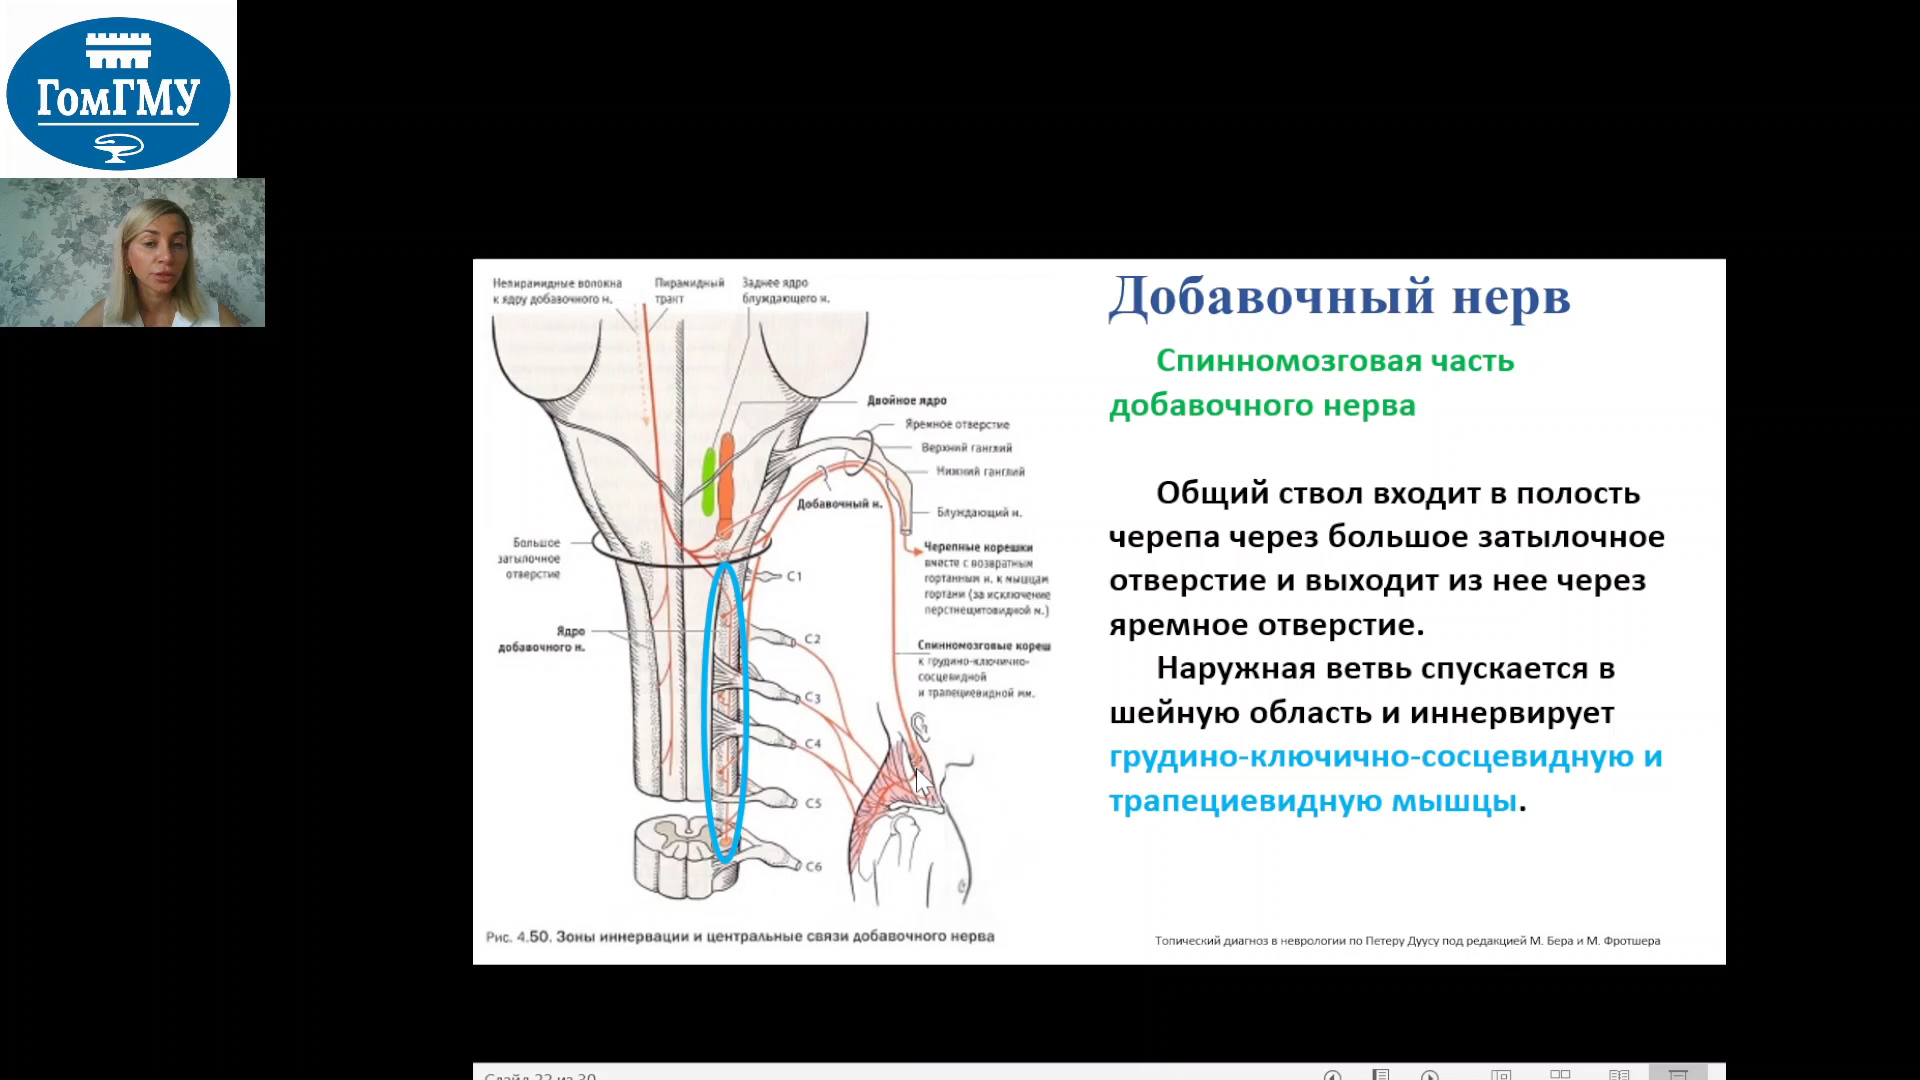 ГомГМУ
Непирамидные волокна
к ядру добавочного н.
Пирамидный
тракт
Заднее ядро
блуждающего н.
Двойное ядро
Яремное отверстие
Верхний ганглий
Нижний ганглий
Добавочный н.
Блуждающий н.
Большое
затылочное
отверстие
Черепные корешки
вместе с возвратным
гортанным н. к мышцам
гортани (за исключение
перстнещитовидной м.)
C1
Ядро
добавочного н.
C2
Спинномозговые кореш
к грудино-ключично-
сосцевидной
и трапециевидной мм.
C3
C4
C5
C6
Рис. 4.50. Зоны иннервации и центральные связи добавочного нерва
Добавочный нерв
Спинномозговая часть
добавочного нерва
Общий ствол входит в полость
черепа через большое затылочное
отверстие и выходит из нее через
яремное отверстие.
Наружная ветвь спускается в
шейную область и иннервирует
грудино-ключично-сосцевидную и
трапециевидную мышцы.
Топический диагноз в неврологии по Петеру Дуусу под редакцией М. Бера и М. Фротшера
Слайд 22 из 30